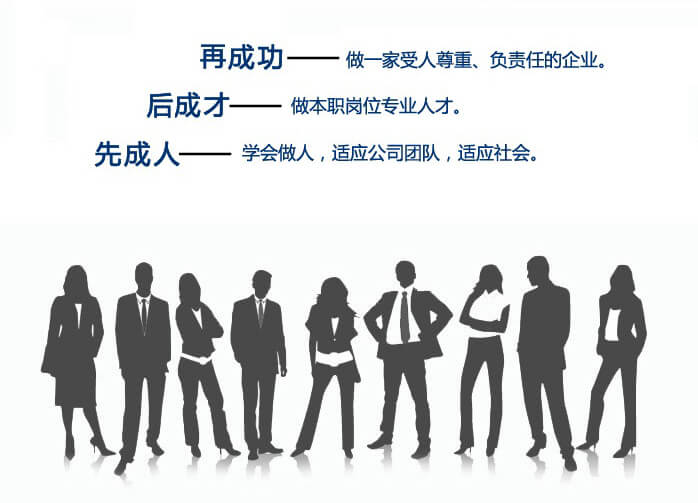 再成功——做一家受人尊重、负责任的企业。
后成才——做本职岗位专业人才。
先成人——学会做人，适应公司团队，适应社会。